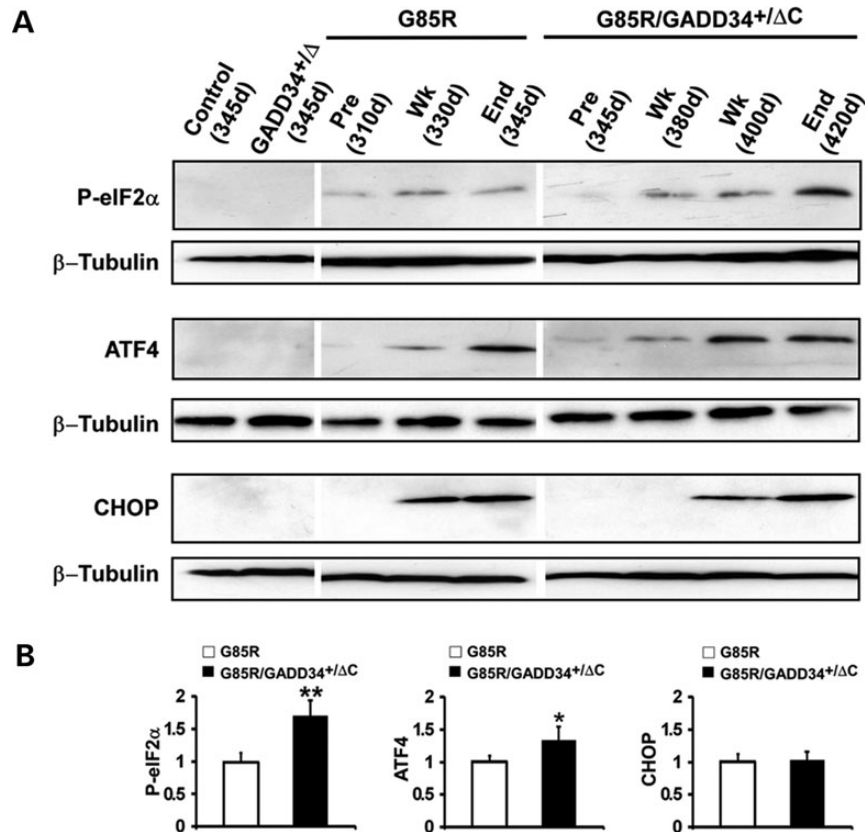 A
G85R
G85R/GADD34+/ΔC
Control (345d)
GADD34+/Δ (345d)
Pre (310d)
Wk (330d)
End (345d)
Pre (345d)
Wk (380d)
Wk (400d)
End (420d)
P-eIF2α
β–Tubulin
ATF4
β–Tubulin
CHOP
β–Tubulin
B
G85R
G85R/GADD34+/ΔC
P-eIF2α
2
1.5
1
0.5
0
**
G85R
G85R/GADD34+/ΔC
ATF4
2
1.5
1
0.5
0
*
G85R
G85R/GADD34+/ΔC
CHOP
2
1.5
1
0.5
0